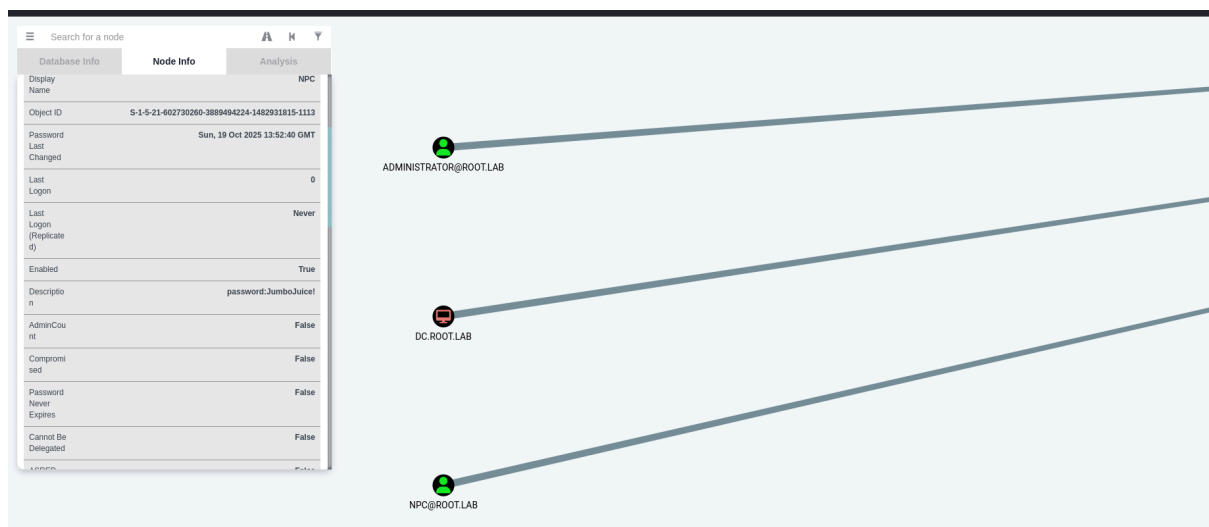 Search for a node
Database Info Node Info Analysis
Display
Name
NPC
Object ID S-1-5-21-602730260-3889494224-1482931815-1113
Password
Last
Changed
Sun, 19 Oct 2025 13:52:40 GMT
Last
Logon
0
Last
Logon
(Replicate
d)
Never
Enabled True
Descriptio
n
password:JumboJuice!
AdminCou
nt
False
Compromi
sed
False
Password
Never
Expires
False
Cannot Be
Delegated
False
ADMINISTRATOR@ROOT.LAB
DC.ROOT.LAB
NPC@ROOT.LAB